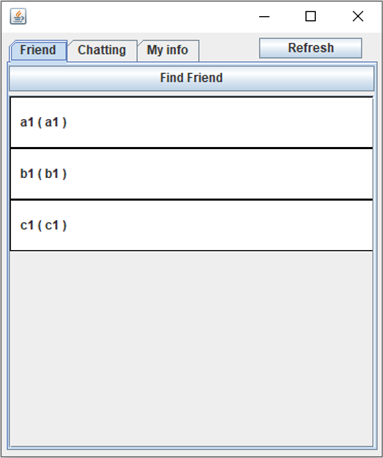 Friend Chatting My info Refresh
Find Friend
a1 ( a1 )
b1 ( b1 )
c1 ( c1 )